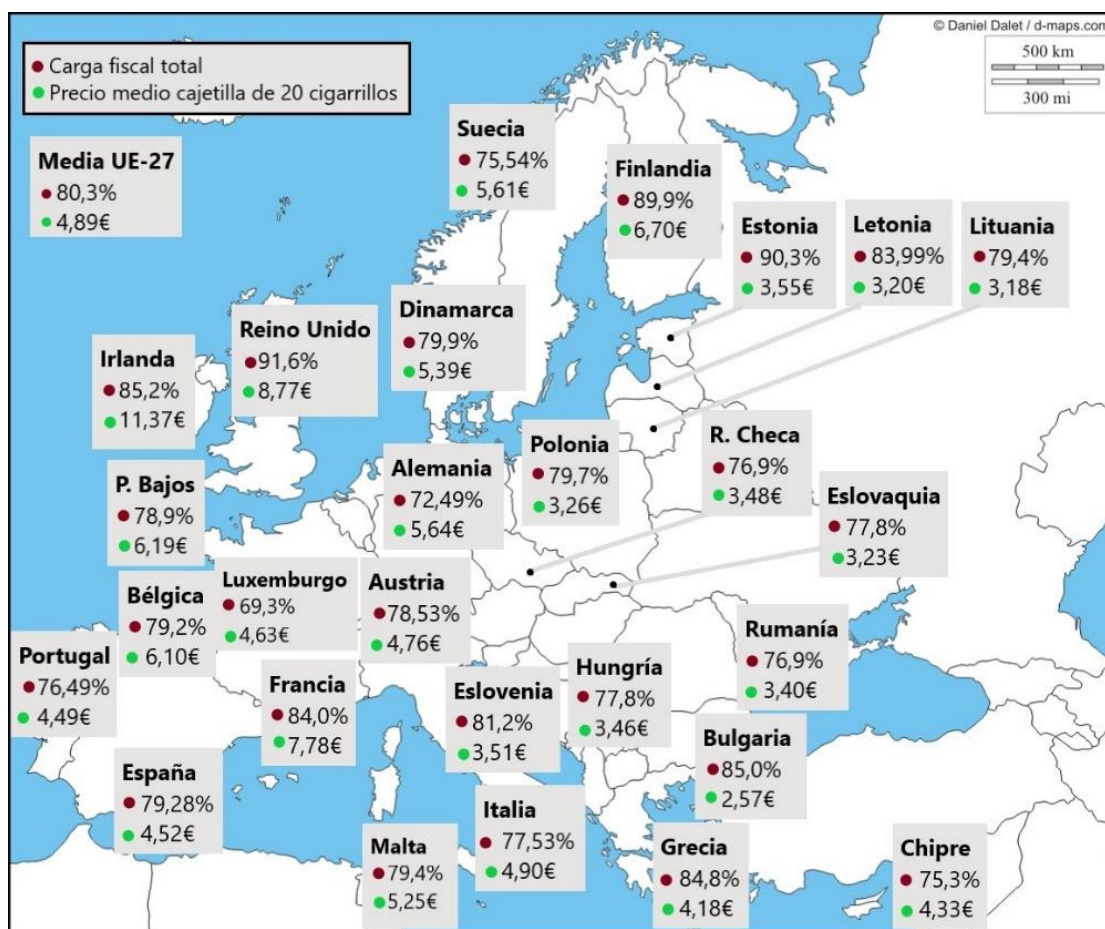 © Daniel Dalet / d-maps.com
500 km
300 mi
Carga fiscal total
Precio medio cajetilla de 20 cigarrillos
Media UE-27
80,3%
4,89€
Suecia
75,54%
5,61€
Finlandia
89,9%
6,70€
Estonia
90,3%
3,55€
Letonia
83,99%
3,20€
Lituania
79,4%
3,18€
Dinamarca
79,9%
5,39€
Reino Unido
91,6%
8,77€
Irlanda
85,2%
11,37€
Polonia
79,7%
3,26€
R. Checa
76,9%
3,48€
Alemania
72,49%
5,64€
P. Bajos
78,9%
6,19€
Eslovaquia
77,8%
3,23€
Luxemburgo
69,3%
4,63€
Austria
78,53%
4,76€
Bélgica
79,2%
6,10€
Rumanía
76,9%
3,40€
Portugal
76,49%
4,49€
Francia
84,0%
7,78€
Eslovenia
81,2%
3,51€
Hungría
77,8%
3,46€
Bulgaria
85,0%
2,57€
España
79,28%
4,52€
Italia
77,53%
4,90€
Malta
79,4%
5,25€
Grecia
84,8%
4,18€
Chipre
75,3%
4,33€